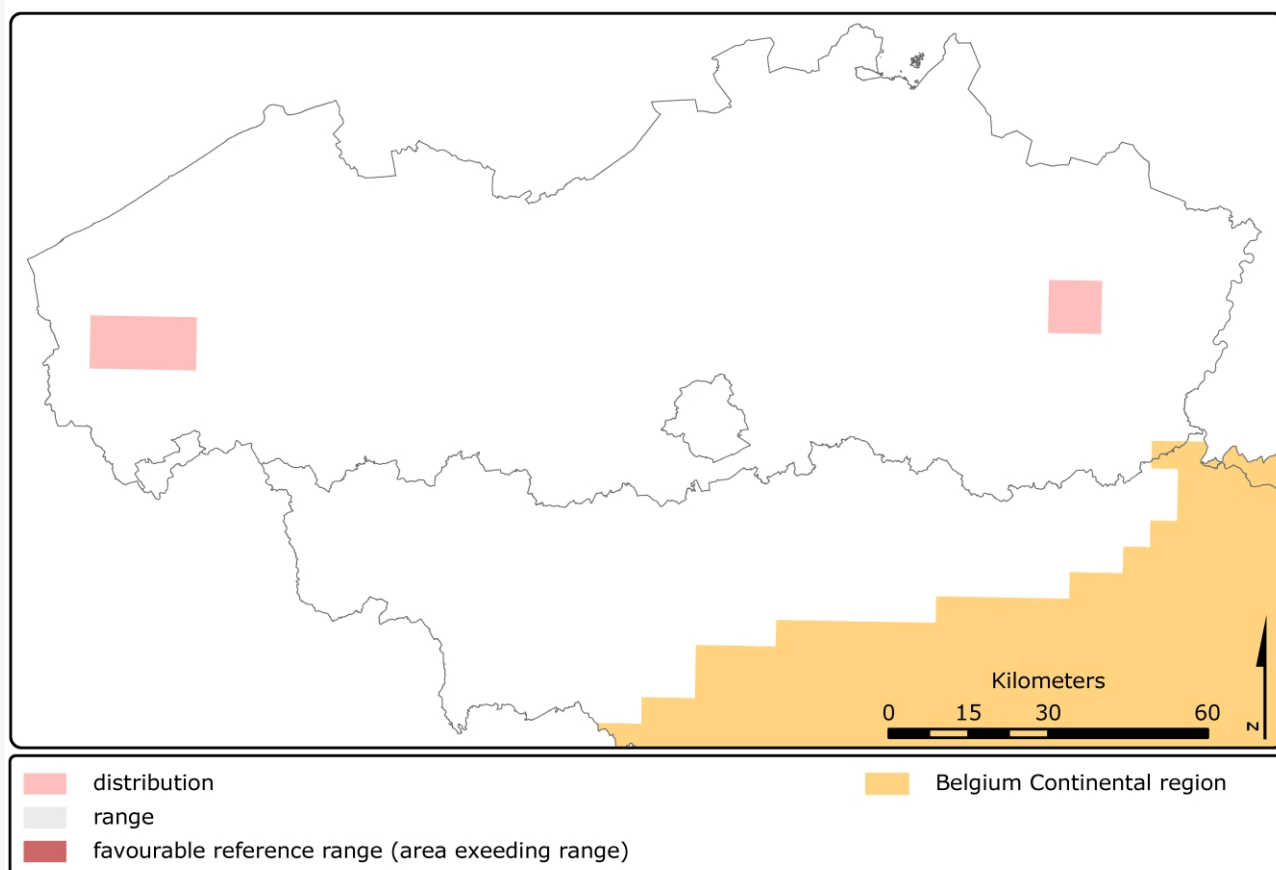 Kilometers
0 15 30 60
N
distribution
range
favourable reference range (area exeeding range)
Belgium Continental region